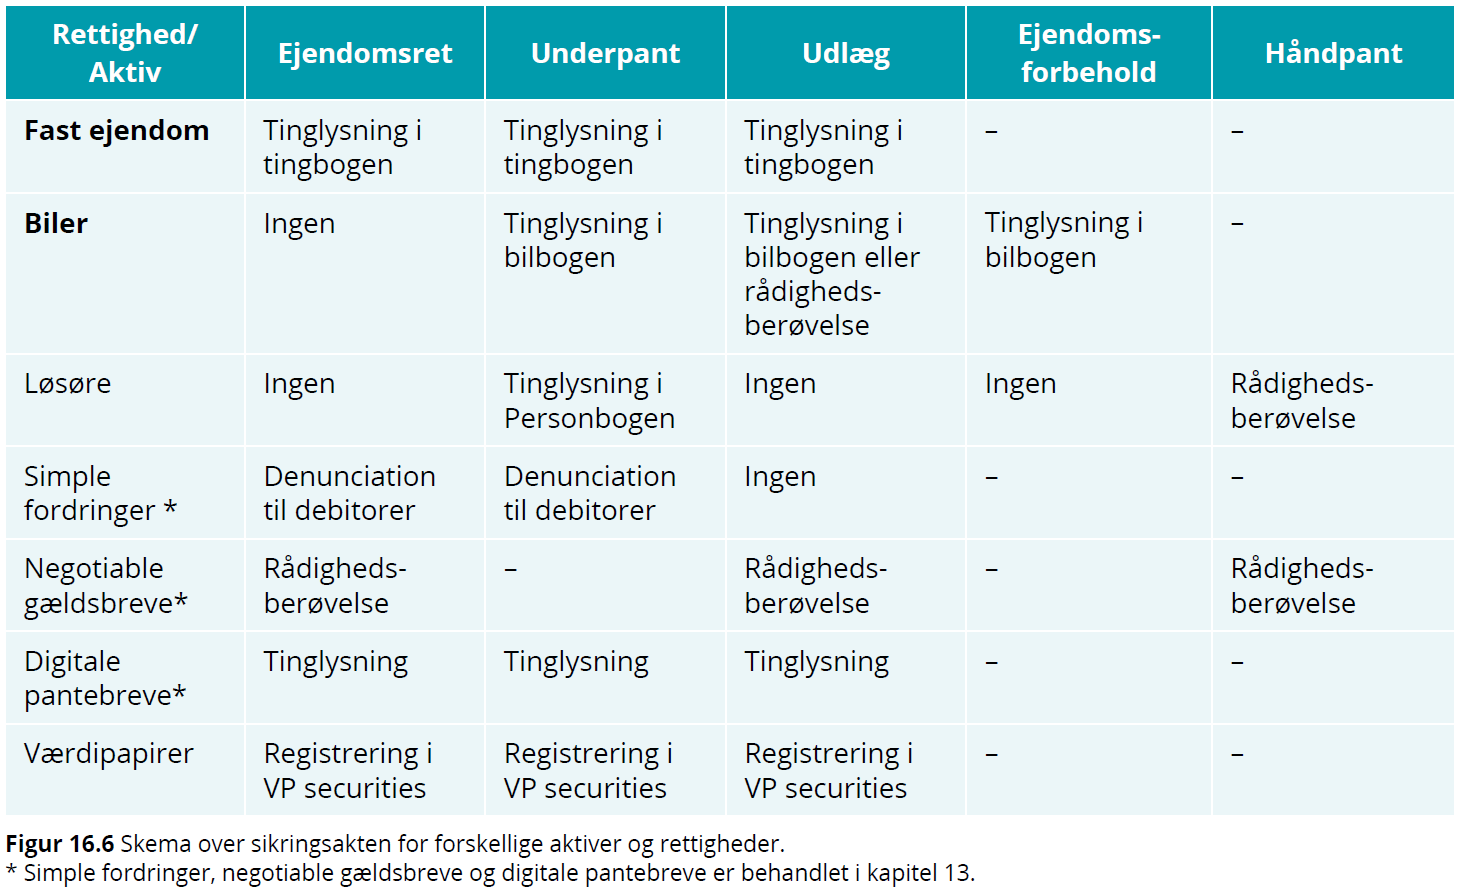 Rettighed/
Aktiv
Ejendomsret
Underpant
Udlæg
Ejendoms-
forbehold
Håndpant
Fast ejendom
Tinglysning i
tingbogen
Tinglysning i
tingbogen
Tinglysning i
tingbogen
–
–
Biler
Ingen
Tinglysning i
bilbogen
Tinglysning i
bilbogen eller
rådigheds-
berøvelse
Tinglysning i
bilbogen
–
Løsøre
Ingen
Tinglysning i
Personbogen
Ingen
Ingen
Rådigheds-
berøvelse
Simple
fordringer *
Denunciation
til debitorer
Denunciation
til debitorer
Ingen
–
–
Negotiable
gældsbreve*
Rådigheds-
berøvelse
–
Rådigheds-
berøvelse
–
Rådigheds-
berøvelse
Digitale
pantebreve*
Tinglysning
Tinglysning
Tinglysning
–
–
Værdipapirer
Registrering i
VP securities
Registrering i
VP securities
Registrering i
VP securities
–
–
Figur 16.6 Skema over sikringsakten for forskellige aktiver og rettigheder.
* Simple fordringer, negotiable gældsbreve og digitale pantebreve er behandlet i kapitel 13.